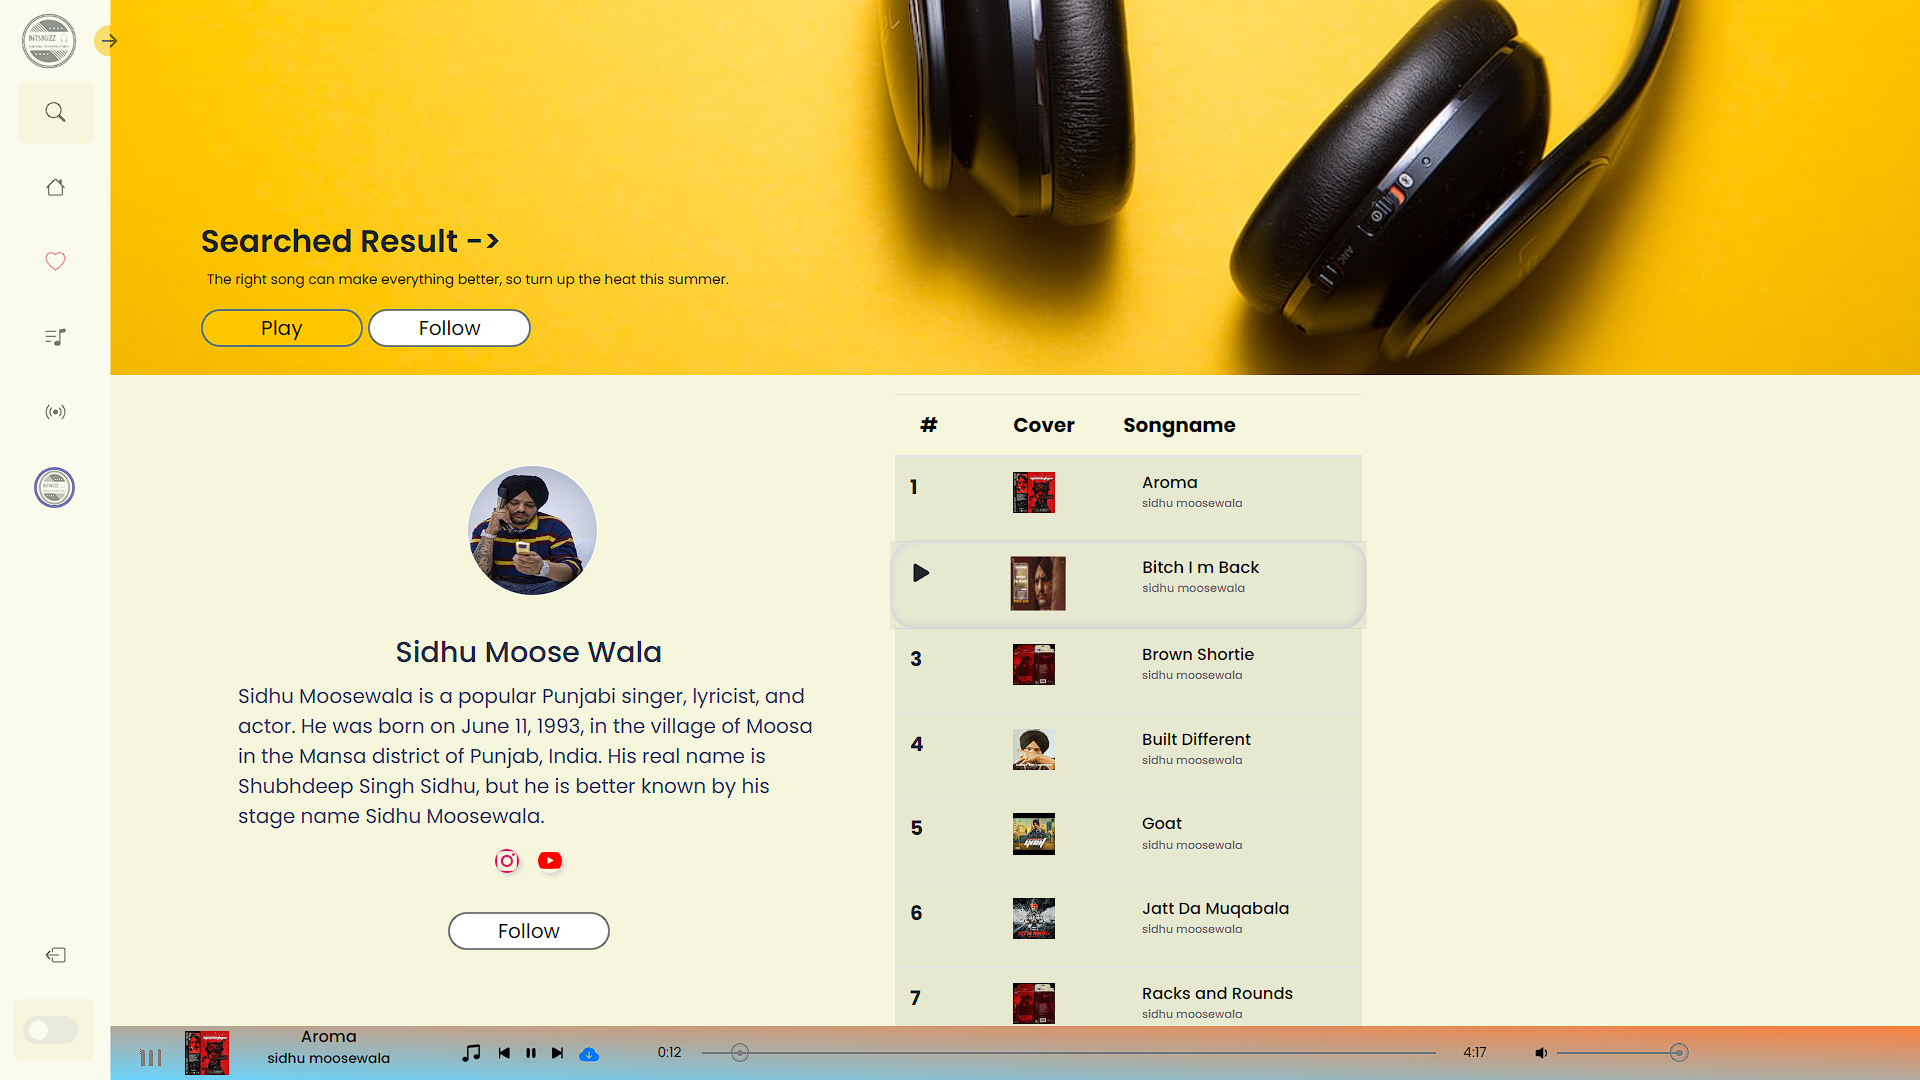 BITSBUZZ
Searched Result ->
The right song can make everything better, so turn up the heat this summer.
Play
Follow
Sidhu Moose Wala
Sidhu Moosewala is a popular Punjabi singer, lyricist, and
actor. He was born on June 11, 1993, in the village of Moosa
in the Mansa district of Punjab, India. His real name is
Shubhdeep Singh Sidhu, but he is better known by his
stage name Sidhu Moosewala.
Follow
# Cover Songname
1 Aroma
sidhu moosewala
Bitch I m Back
sidhu moosewala
3 Brown Shortie
sidhu moosewala
4 Built Different
sidhu moosewala
5 Goat
sidhu moosewala
6 Jatt Da Muqabala
sidhu moosewala
7 Racks and Rounds
sidhu moosewala
Aroma
sidhu moosewala
0:12
4:17